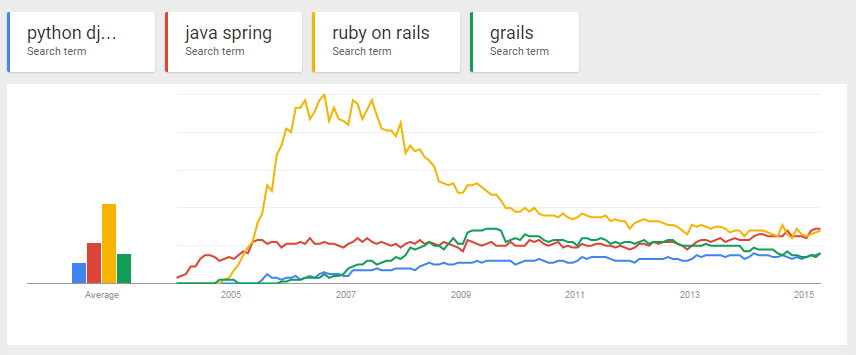 python dj...
Search term
java spring
Search term
ruby on rails
Search term
grails
Search term
Average
2005
2007
2009
2011
2013
2015